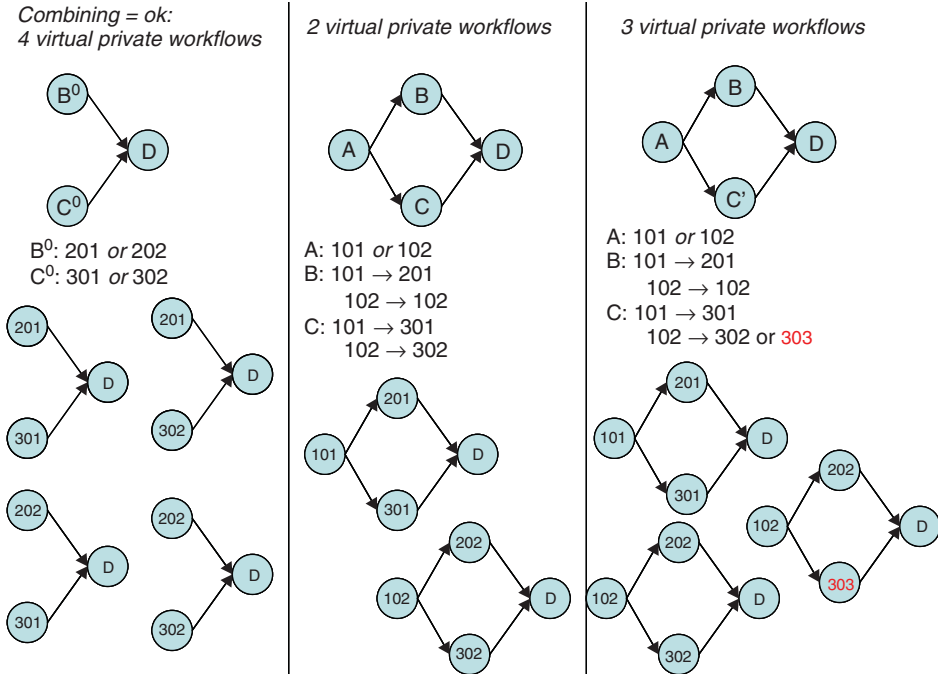 Combining = ok:
4 virtual private workflows
B⁰
D
C⁰
B⁰: 201 or 202
C⁰: 301 or 302
201
D
301
201
D
302
202
D
301
202
D
302
2 virtual private workflows
B
A
D
C
A: 101 or 102
B: 101 → 201
102 → 102
C: 101 → 301
102 → 302
201
101
D
301
202
102
D
302
3 virtual private workflows
B
A
D
C'
A: 101 or 102
B: 101 → 201
102 → 102
C: 101 → 301
102 → 302 or 303
201
101
D
301
202
102
D
303
202
102
D
302